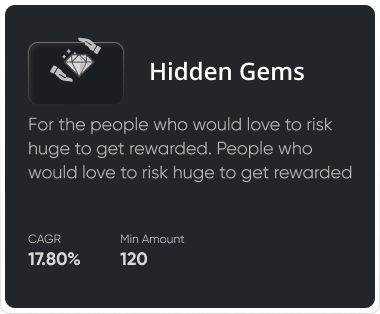 Hidden Gems
For the people who would love to risk
huge to get rewarded. People who
would love to risk huge to get rewarded
CAGR Min Amount
17.80% 120